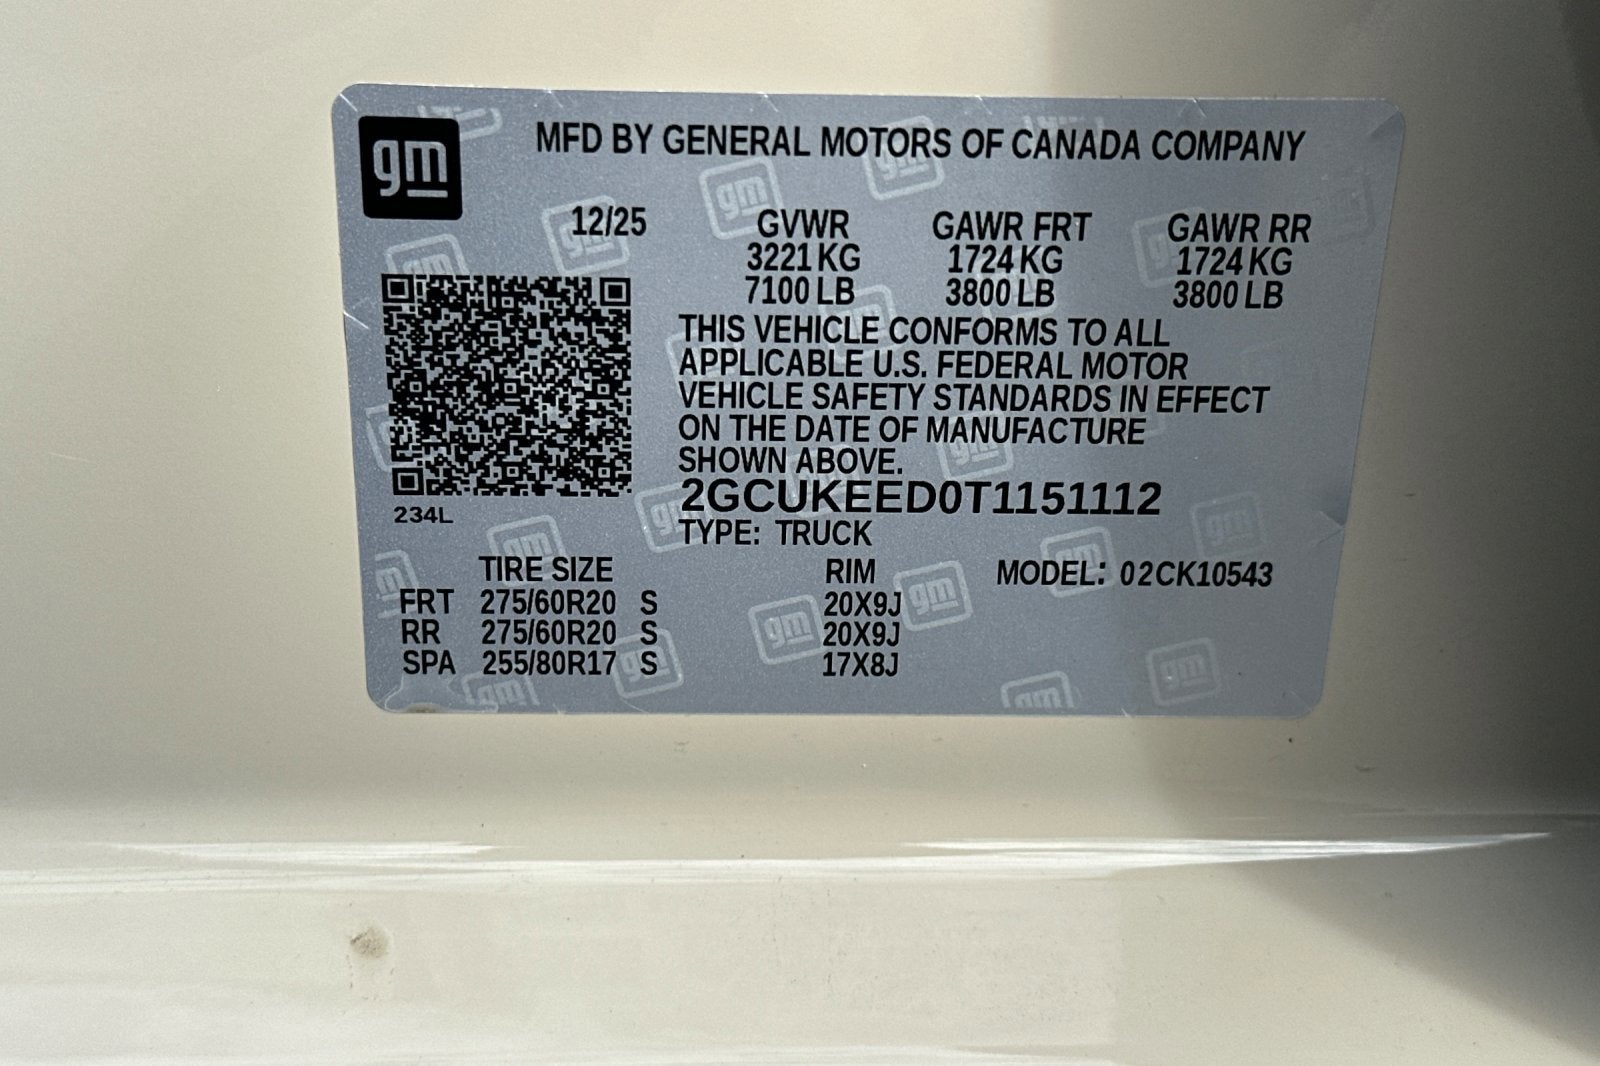 gm
MFD BY GENERAL MOTORS OF CANADA COMPANY
12/25 GVWR GAWR FRT GAWR RR
3221 KG 1724 KG 1724 KG
7100 LB 3800 LB 3800 LB
THIS VEHICLE CONFORMS TO ALL
APPLICABLE U.S. FEDERAL MOTOR
VEHICLE SAFETY STANDARDS IN EFFECT
ON THE DATE OF MANUFACTURE
SHOWN ABOVE.
2GCUKEED0T1151112
234L
TYPE: TRUCK
TIRE SIZE RIM MODEL: 02CK10543
FRT 275/60R20 S 20X9J
RR 275/60R20 S 20X9J
SPA 255/80R17 S 17X8J